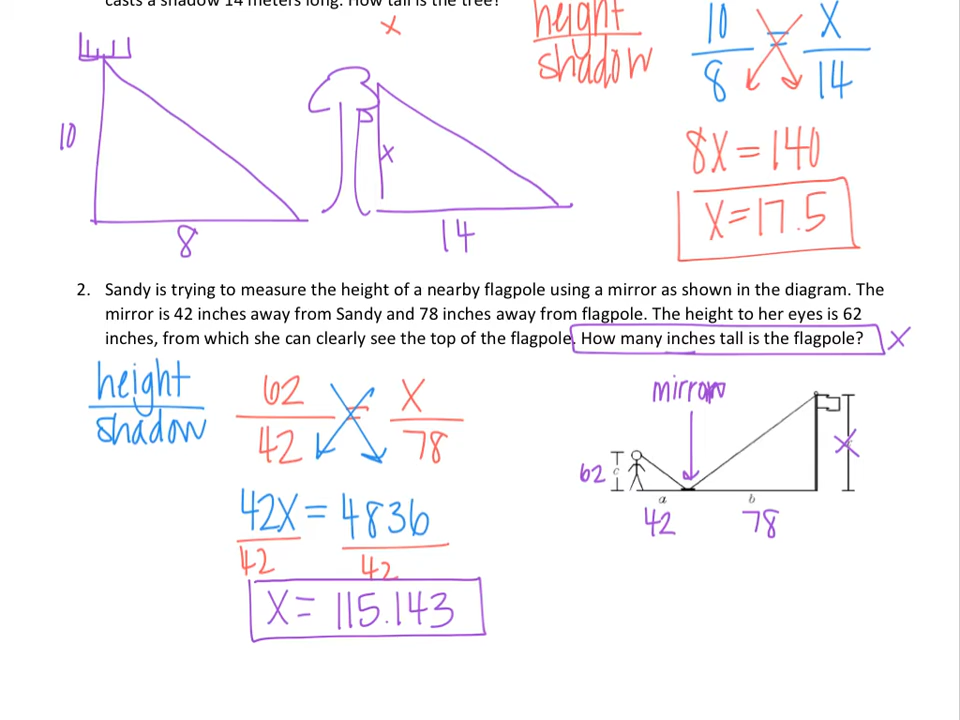 casts a shadow 14 meters long. How tall is the tree?
x
height
shadow
10 = x
8 14
8x = 140
x = 17.5
10
8
x
14
2. Sandy is trying to measure the height of a nearby flagpole using a mirror as shown in the diagram. The
mirror is 42 inches away from Sandy and 78 inches away from flagpole. The height to her eyes is 62
inches, from which she can clearly see the top of the flagpole. How many inches tall is the flagpole? x
height
shadow
62 = x
42 78
42x = 4836
42 42
x = 115.143
mirror
62
c
x
a
b
42
78